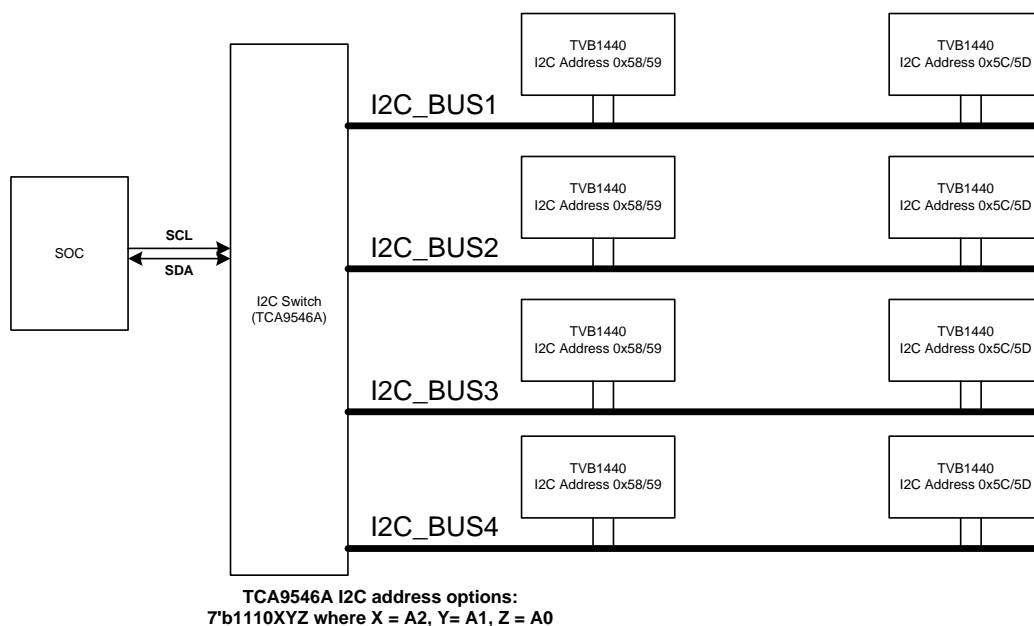 TVB1440
I2C Address 0x58/59
TVB1440
I2C Address 0x5C/5D
I2C_BUS1
TVB1440
I2C Address 0x58/59
TVB1440
I2C Address 0x5C/5D
SOC
SCL
SDA
I2C_BUS2
I2C Switch
(TCA9546A)
TVB1440
I2C Address 0x58/59
TVB1440
I2C Address 0x5C/5D
I2C_BUS3
TVB1440
I2C Address 0x58/59
TVB1440
I2C Address 0x5C/5D
I2C_BUS4
TCA9546A I2C address options:
7'b1110XYZ where X = A2, Y= A1, Z = A0